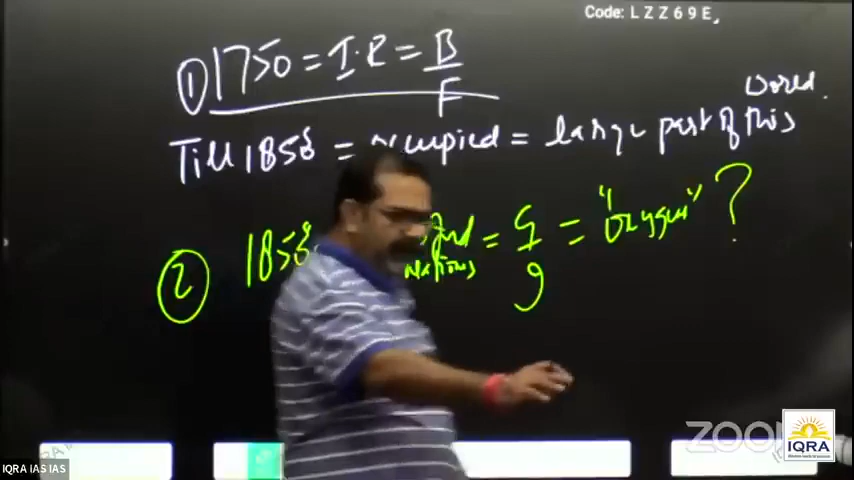 Code: LZZ69E
① 1750 = I.R = B
F
world.
Till 1858 = occupied = large part of this
② 1858 Ind = G = "oxygen" ?
Nations g
ZOOM
IQRA
IQRA IAS IAS